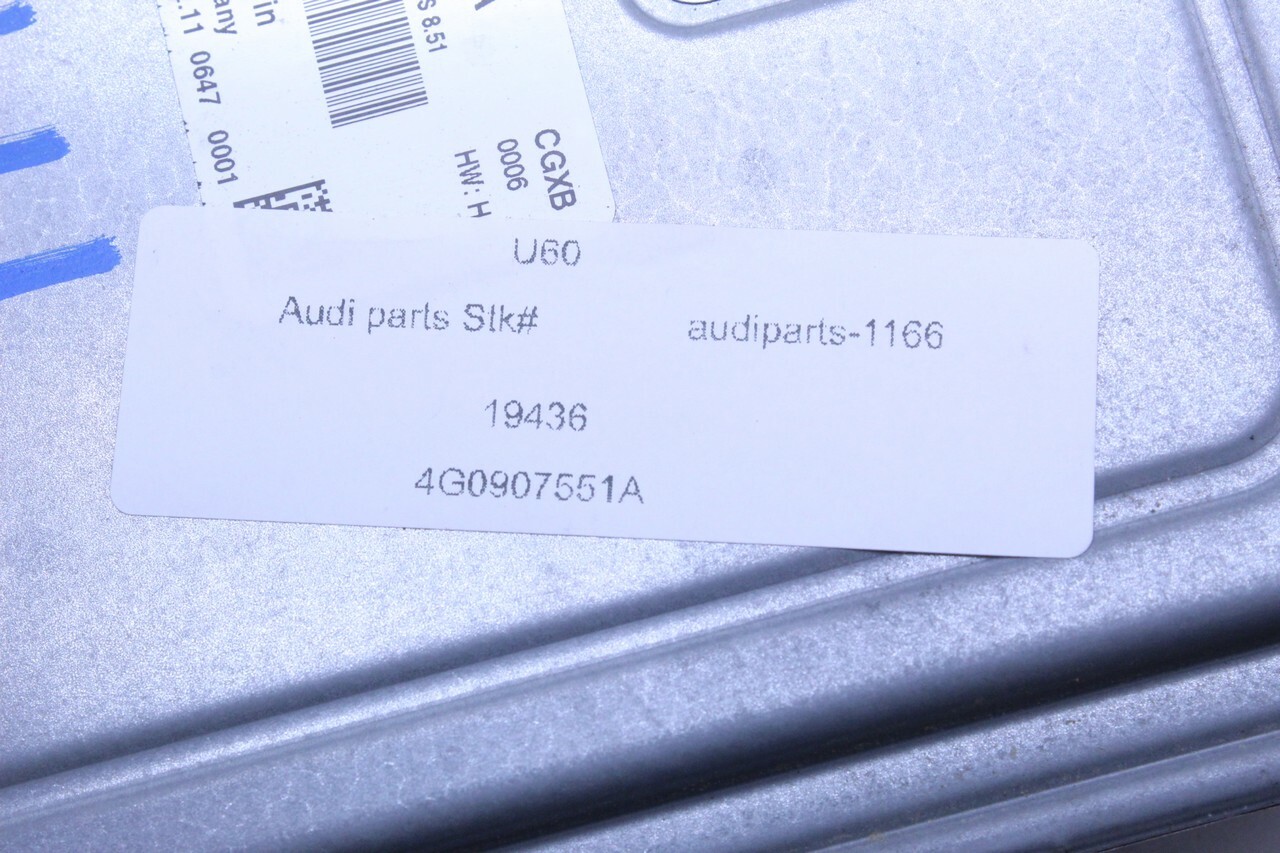 in
any
.11 0647 0001
S 8.51
CGXB
0006
HW: H
U60
Audi parts Stk# audiparts-1166
19436
4G0907551A